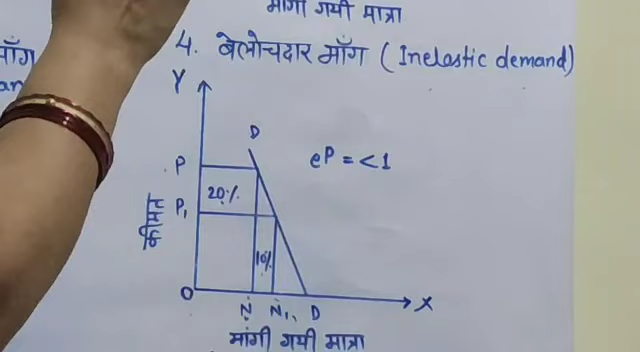 मांगी गयी मात्रा
माँग
4. बेलोचदार माँग (Inelastic demand)
Y
D
eP = <1
P
20%
P₁
कीमत
10%
O
N N₁, D X
मांगी गयी मात्रा